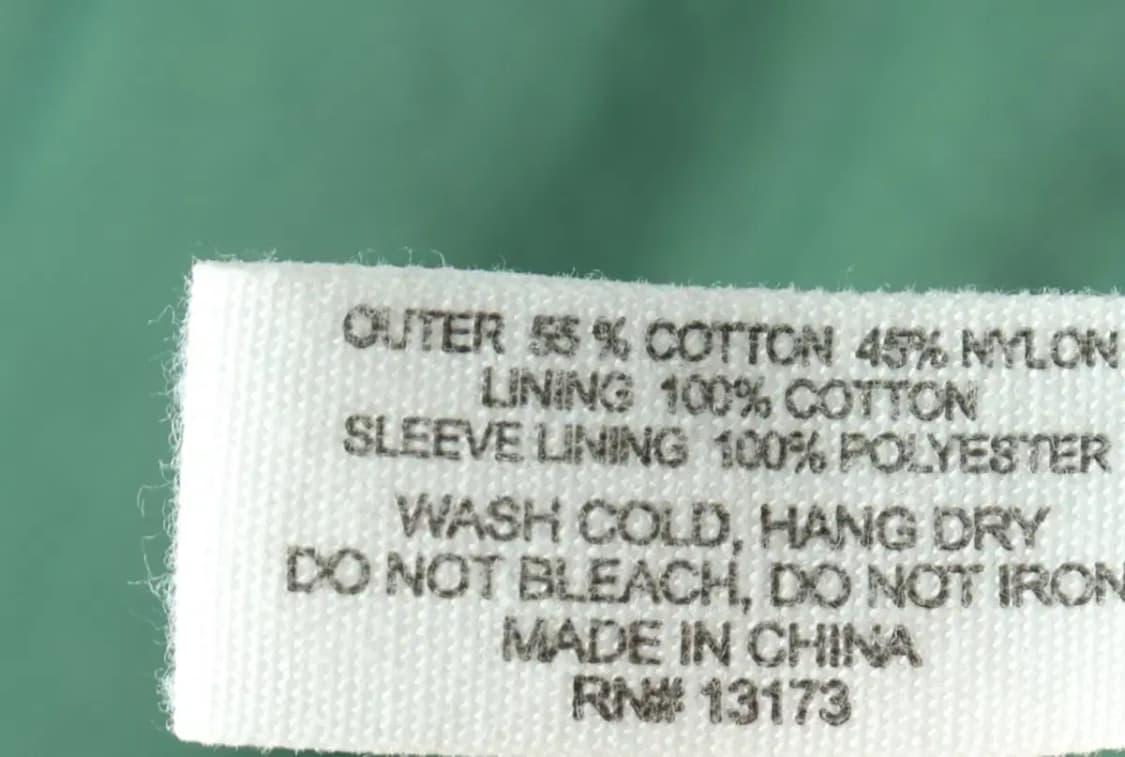 OUTER 55 % COTTON 45% NYLON
LINING 100% COTTON
SLEEVE LINING 100% POLYESTER
WASH COLD, HANG DRY
DO NOT BLEACH, DO NOT IRON
MADE IN CHINA
RN# 13173